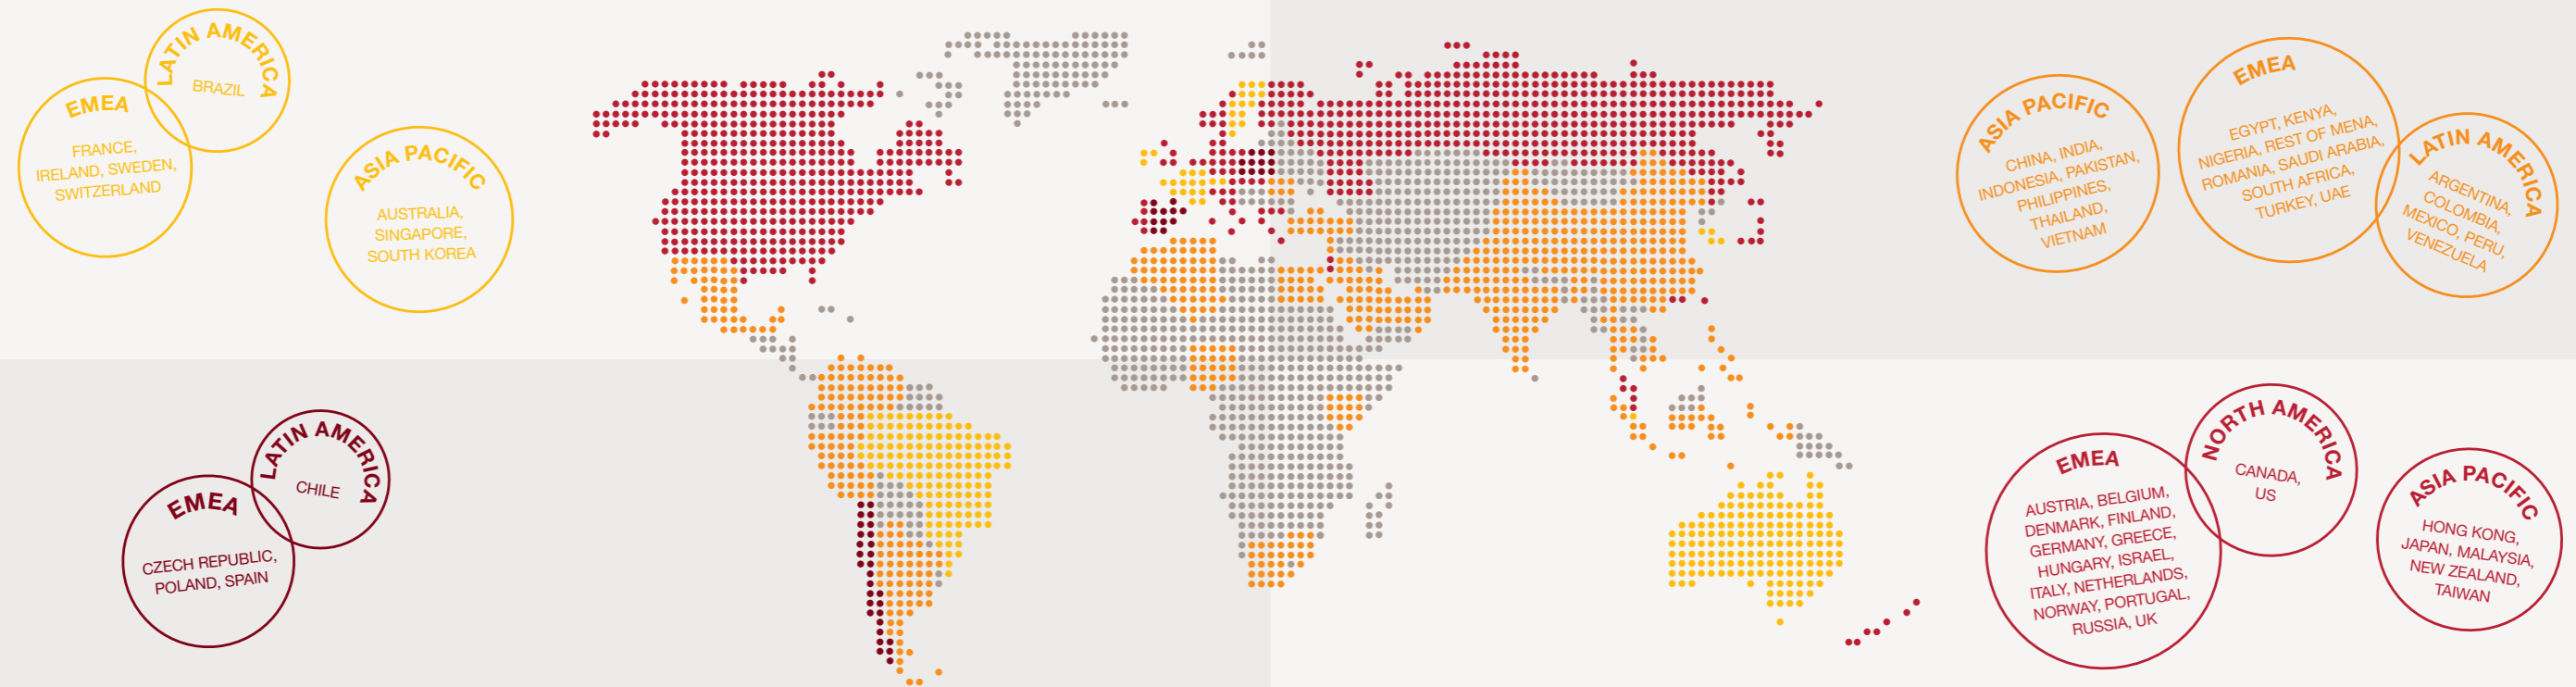 LATIN AMERICA
BRAZIL
EMEA
FRANCE,
IRELAND, SWEDEN,
SWITZERLAND
ASIA PACIFIC
AUSTRALIA,
SINGAPORE,
SOUTH KOREA
ASIA PACIFIC
CHINA, INDIA,
INDONESIA, PAKISTAN,
PHILIPPINES,
THAILAND,
VIETNAM
EMEA
EGYPT, KENYA,
NIGERIA, REST OF MENA,
ROMANIA, SAUDI ARABIA,
SOUTH AFRICA,
TURKEY, UAE
LATIN AMERICA
ARGENTINA,
COLOMBIA,
MEXICO, PERU,
VENEZUELA
LATIN AMERICA
CHILE
EMEA
CZECH REPUBLIC,
POLAND, SPAIN
EMEA
AUSTRIA, BELGIUM,
DENMARK, FINLAND,
GERMANY, GREECE,
HUNGARY, ISRAEL,
ITALY, NETHERLANDS,
NORWAY, PORTUGAL,
RUSSIA, UK
NORTH AMERICA
CANADA,
US
ASIA PACIFIC
HONG KONG,
JAPAN, MALAYSIA,
NEW ZEALAND,
TAIWAN